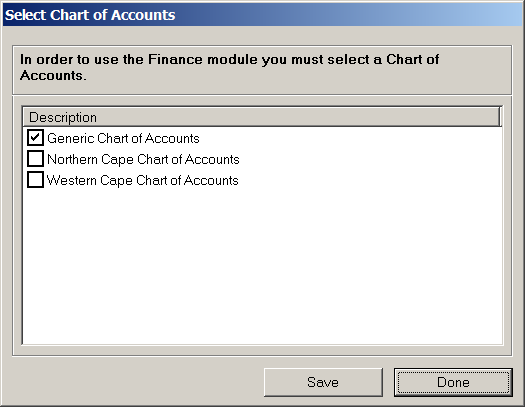 Select Chart of Accounts
In order to use the Finance module you must select a Chart of
Accounts.
Description
Generic Chart of Accounts
Northern Cape Chart of Accounts
Western Cape Chart of Accounts
Save
Done